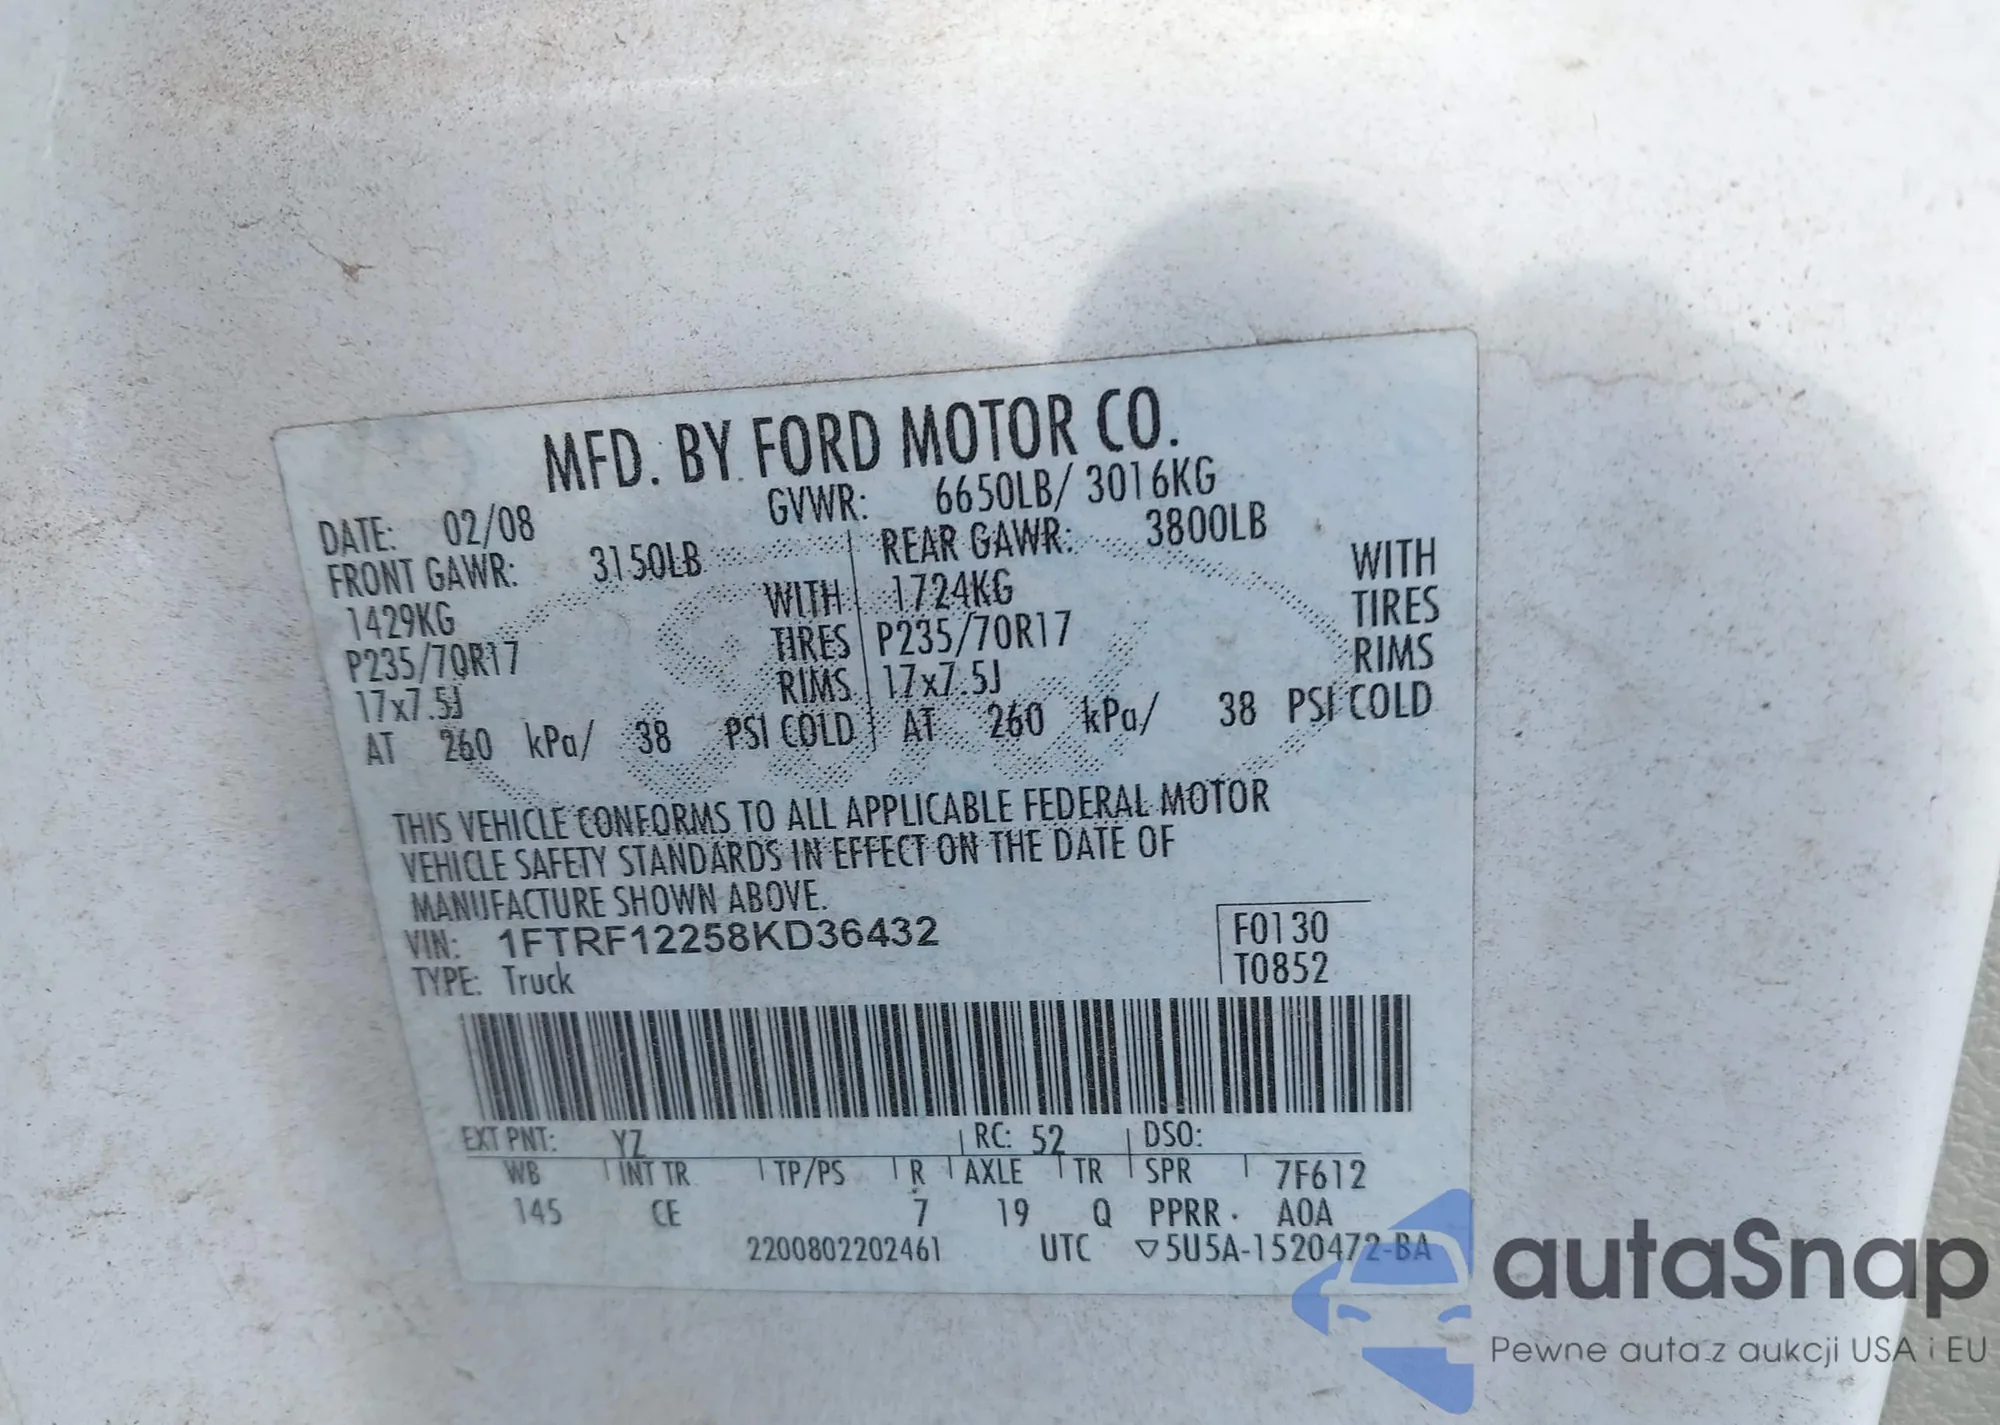 MFD. BY FORD MOTOR CO.
DATE: 02/08 GVWR: 6650LB/ 3016KG
FRONT GAWR: 3150LB REAR GAWR: 3800LB
1429KG WITH 1724KG WITH
P235/70R17 TIRES P235/70R17 TIRES
17x7.5J RIMS 17x7.5J RIMS
AT 260 kPa/ 38 PSI COLD AT 260 kPa/ 38 PSI COLD
THIS VEHICLE CONFORMS TO ALL APPLICABLE FEDERAL MOTOR
VEHICLE SAFETY STANDARDS IN EFFECT ON THE DATE OF
MANUFACTURE SHOWN ABOVE.
VIN: 1FTRF12258KD36432 F0130
TYPE: Truck T0852
EXT PNT: YZ RC: 52 DSO:
WB INT TR TP/PS R AXLE TR SPR 7F612
145 CE 7 19 Q PPRR A0A
2200802202461 UTC ▽5U5A-1520472-BA
autaSnap
Pewne auta z aukcji USA i EU